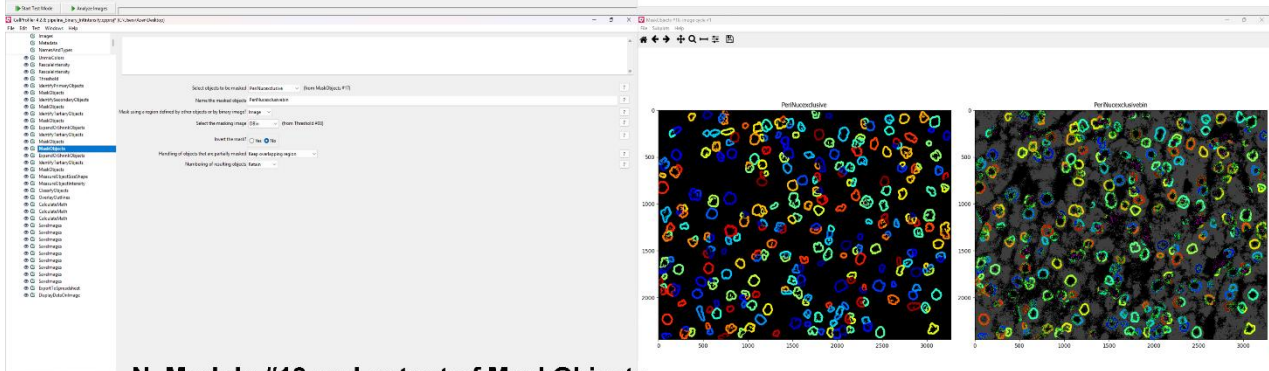 Start Test Mode Analyze Images
File Edit Test Windows Help
Images
Metadata
NamesAndTypes
UnmixColors
RescaleIntensity
RescaleIntensity
Threshold
IdentifyPrimaryObjects
MaskObjects
IdentifySecondaryObjects
MaskObjects
IdentifyTertiaryObjects
MaskObjects
ExpandOrShrinkObjects
IdentifyTertiaryObjects
MaskObjects
MaskObjects
ExpandOrShrinkObjects
IdentifyTertiaryObjects
MaskObjects
MeasureObjectSizeShape
MeasureObjectIntensity
ClassifyObjects
OverlayOutlines
CalculateMath
CalculateMath
CalculateMath
SaveImages
SaveImages
SaveImages
SaveImages
SaveImages
SaveImages
SaveImages
ExportToSpreadsheet
DisplayDataOnImage
Select objects to be masked PeriNucexclusive (from MaskObjects #17)
Name the masked objects PeriNucexclusivebin
Mask using a region defined by other objects or by binary image? Image
Select the masking image
Invert the mask? Yes No
Handling of objects that are partially masked Keep overlapping region
Numbering of resulting objects Retain
File Subplots Help
PeriNucexclusive
0
500
1000
1500
2000
0 500 1000 1500 2000 2500 3000
PeriNucexclusivebin
0
500
1000
1500
2000
0 500 1000 1500 2000 2500 3000